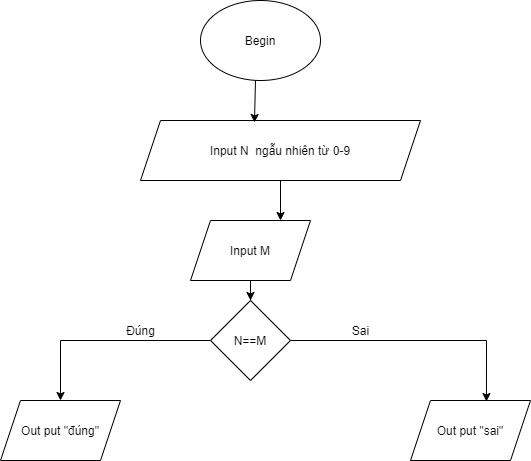 Begin
Input N  ngẫu nhiên từ 0-9
Input M
Đúng
N==M
Sai
Out put "đúng"
Out put "sai"